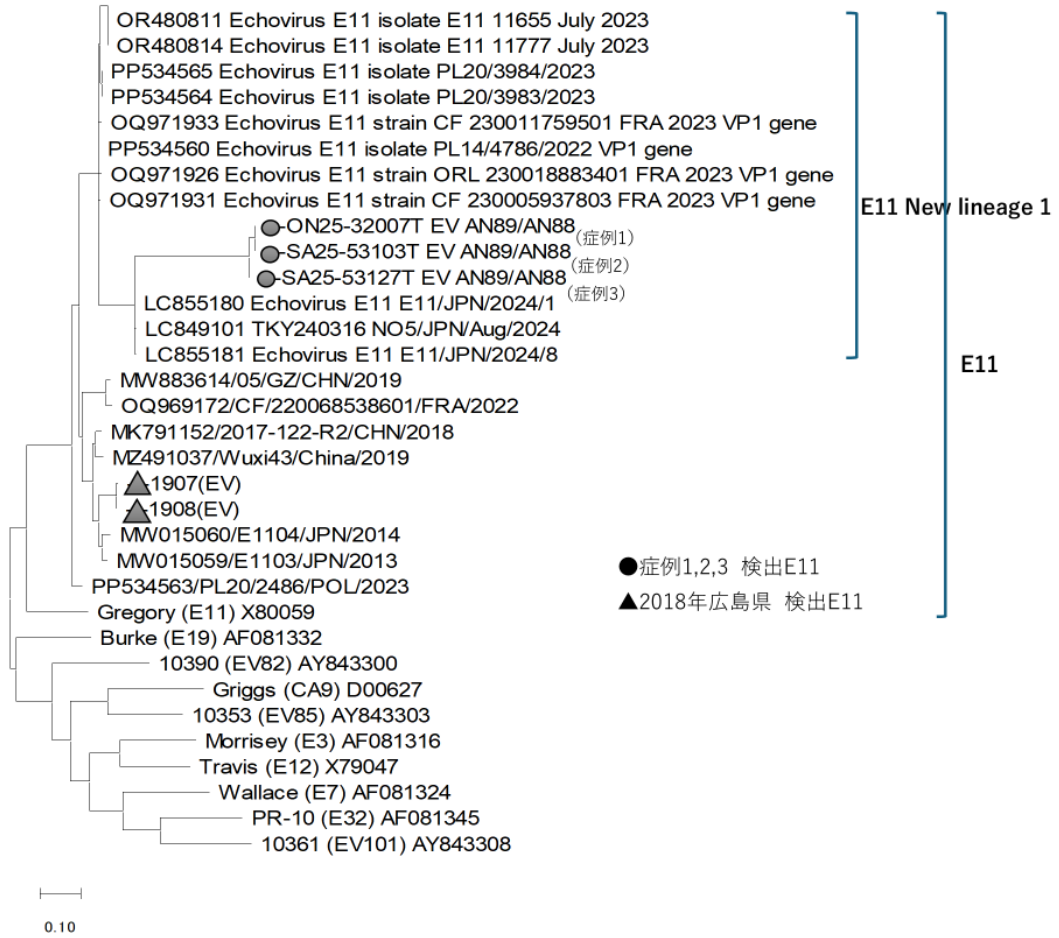 OR480811 Echovirus E11 isolate E11 11655 July 2023
OR480814 Echovirus E11 isolate E11 11777 July 2023
PP534565 Echovirus E11 isolate PL20/3984/2023
PP534564 Echovirus E11 isolate PL20/3983/2023
OQ971933 Echovirus E11 strain CF 230011759501 FRA 2023 VP1 gene
PP534560 Echovirus E11 isolate PL14/4786/2022 VP1 gene
OQ971926 Echovirus E11 strain ORL 230018883401 FRA 2023 VP1 gene
OQ971931 Echovirus E11 strain CF 230005937803 FRA 2023 VP1 gene
E11 New lineage 1
ON25-32007T EV AN89/AN88 (症例1)
SA25-53103T EV AN89/AN88 (症例2)
SA25-53127T EV AN89/AN88 (症例3)
LC855180 Echovirus E11 E11/JPN/2024/1
LC849101 TKY240316 NO5/JPN/Aug/2024
LC855181 Echovirus E11 E11/JPN/2024/8
E11
MW883614/05/GZ/CHN/2019
OQ969172/CF/220068538601/FRA/2022
MK791152/2017-122-R2/CHN/2018
MZ491037/Wuxi43/China/2019
1907(EV)
1908(EV)
MW015060/E1104/JPN/2014
MW015059/E1103/JPN/2013
●症例1,2,3 検出E11
▲2018年広島県 検出E11
PP534563/PL20/2486/POL/2023
Gregory (E11) X80059
Burke (E19) AF081332
10390 (EV82) AY843300
Griggs (CA9) D00627
10353 (EV85) AY843303
Morrisey (E3) AF081316
Travis (E12) X79047
Wallace (E7) AF081324
PR-10 (E32) AF081345
10361 (EV101) AY843308
0.10